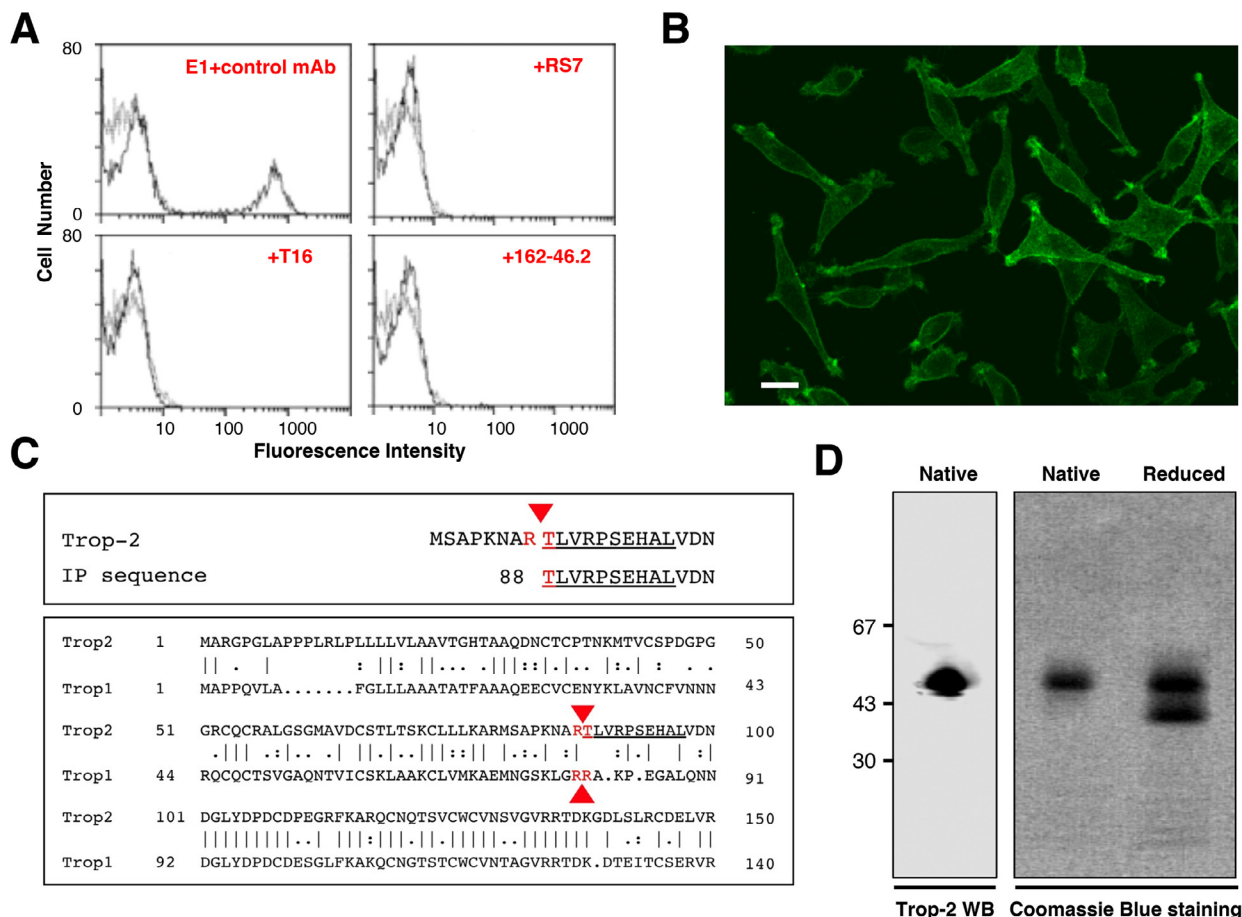 A
80
E1+control mAb
+RS7
0
80
+T16
+162-46.2
0
10 100 1000 10 100 1000
Cell Number
Fluorescence Intensity
B
C
Trop-2 MSAPKNAR TLVRPSEHALVDN
IP sequence 88 TLVRPSEHALVDN
Trop2 1 MARGPGLAPPPLRLPLLLLVLAAVTGHTAAQDNCTCPTNKMTVCSPDGPG 50
Trop1 1 MAPPQVLA.......FGLLLAAATATFAAAQEECVCENYKLAVNCFVNNN 43
Trop2 51 GRCQCRALGSGMAVDCSTLTSKCLLLKARMSAPKNARTLVRPSEHALVDN 100
Trop1 44 RQCQCTSVGAQNTVICSKLAAKCLVMKAEMNGSKLGRRA.KP.EGALQNN 91
Trop2 101 DGLYDPDCDPEGRFKARQCNQTSVCWCVNSVGVRRTDKGDLSLRCDELVR 150
Trop1 92 DGLYDPDCDESGLFKAKQCNGTSTCWCVNTAGVRRTDK.DTEITCSERVR 140
D
Native Native Reduced
67
43
30
Trop-2 WB Coomassie Blue staining